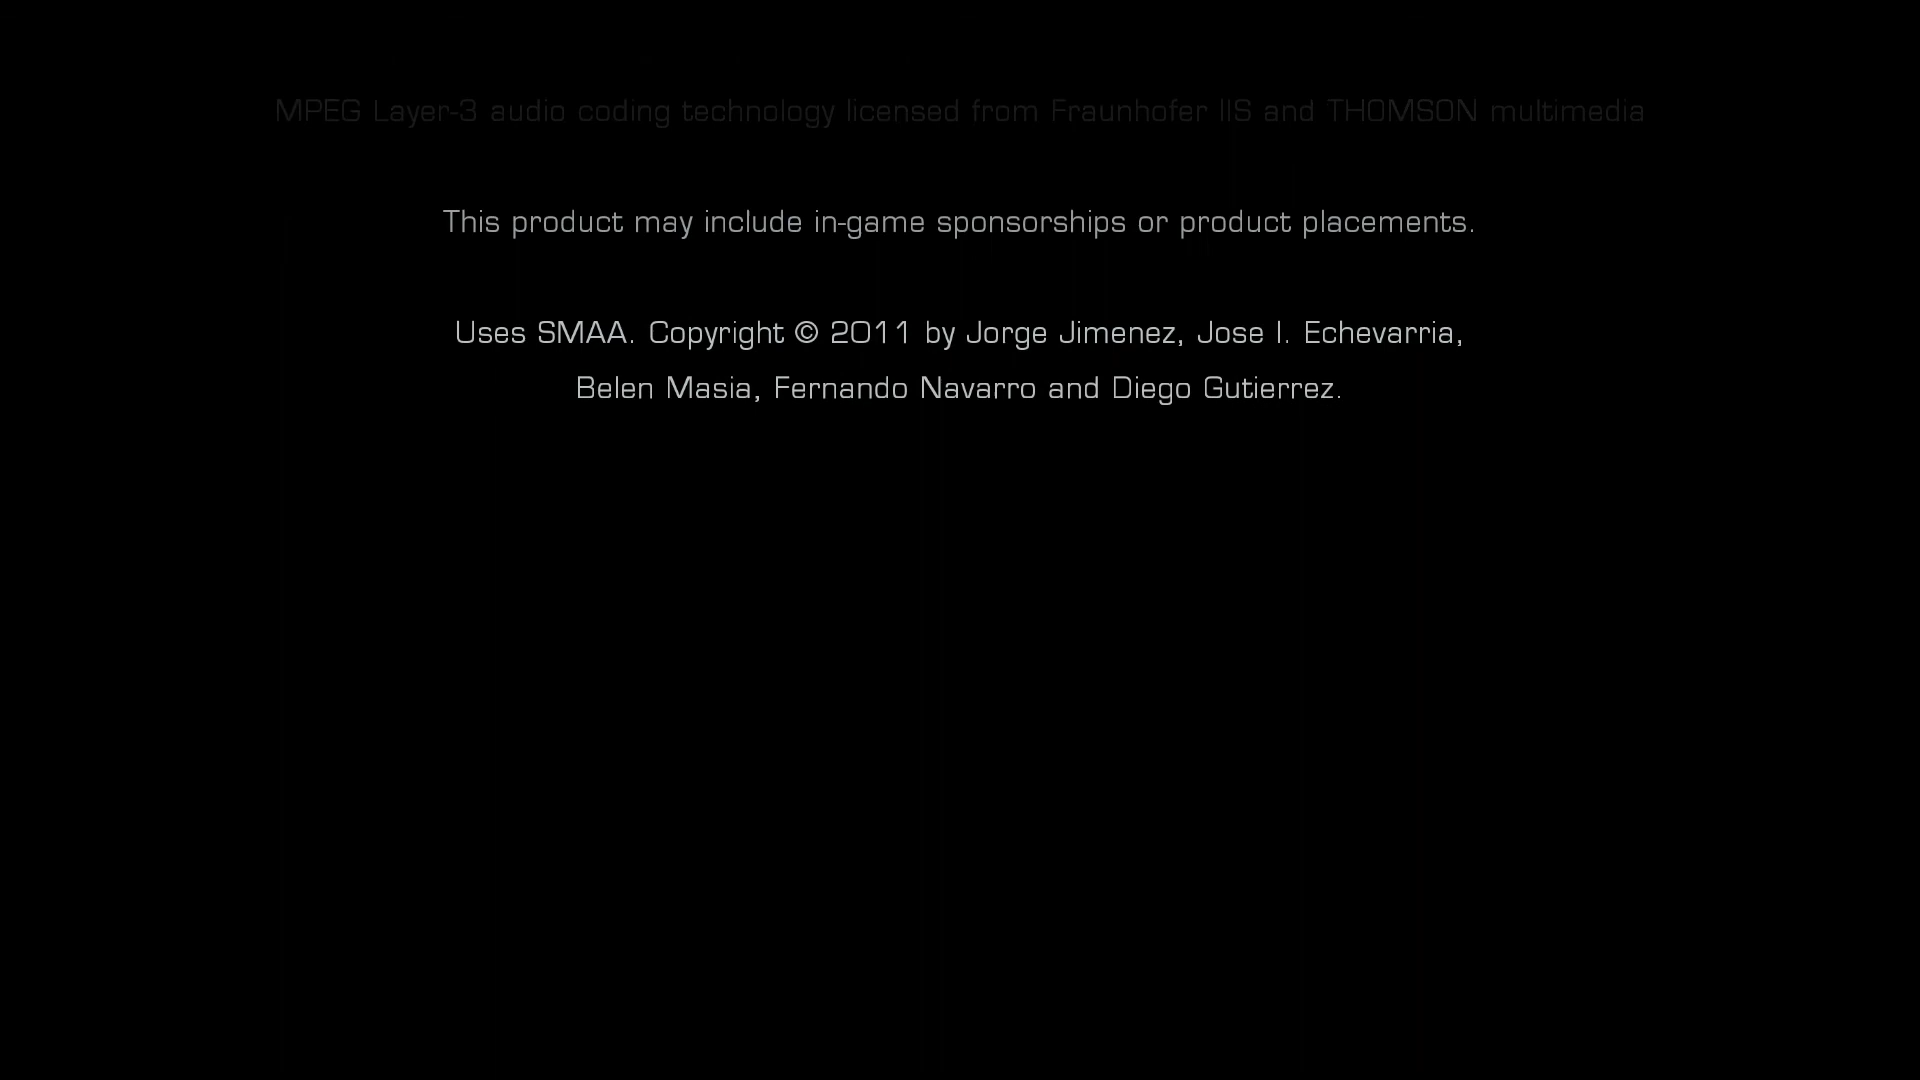 MPEG Layer-3 audio coding technology licensed from Fraunhofer IIS and THOMSON multimedia
This product may include in-game sponsorships or product placements.
Uses SMAA. Copyright © 2011 by Jorge Jimenez, Jose I. Echevarria,
Belen Masia, Fernando Navarro and Diego Gutierrez.